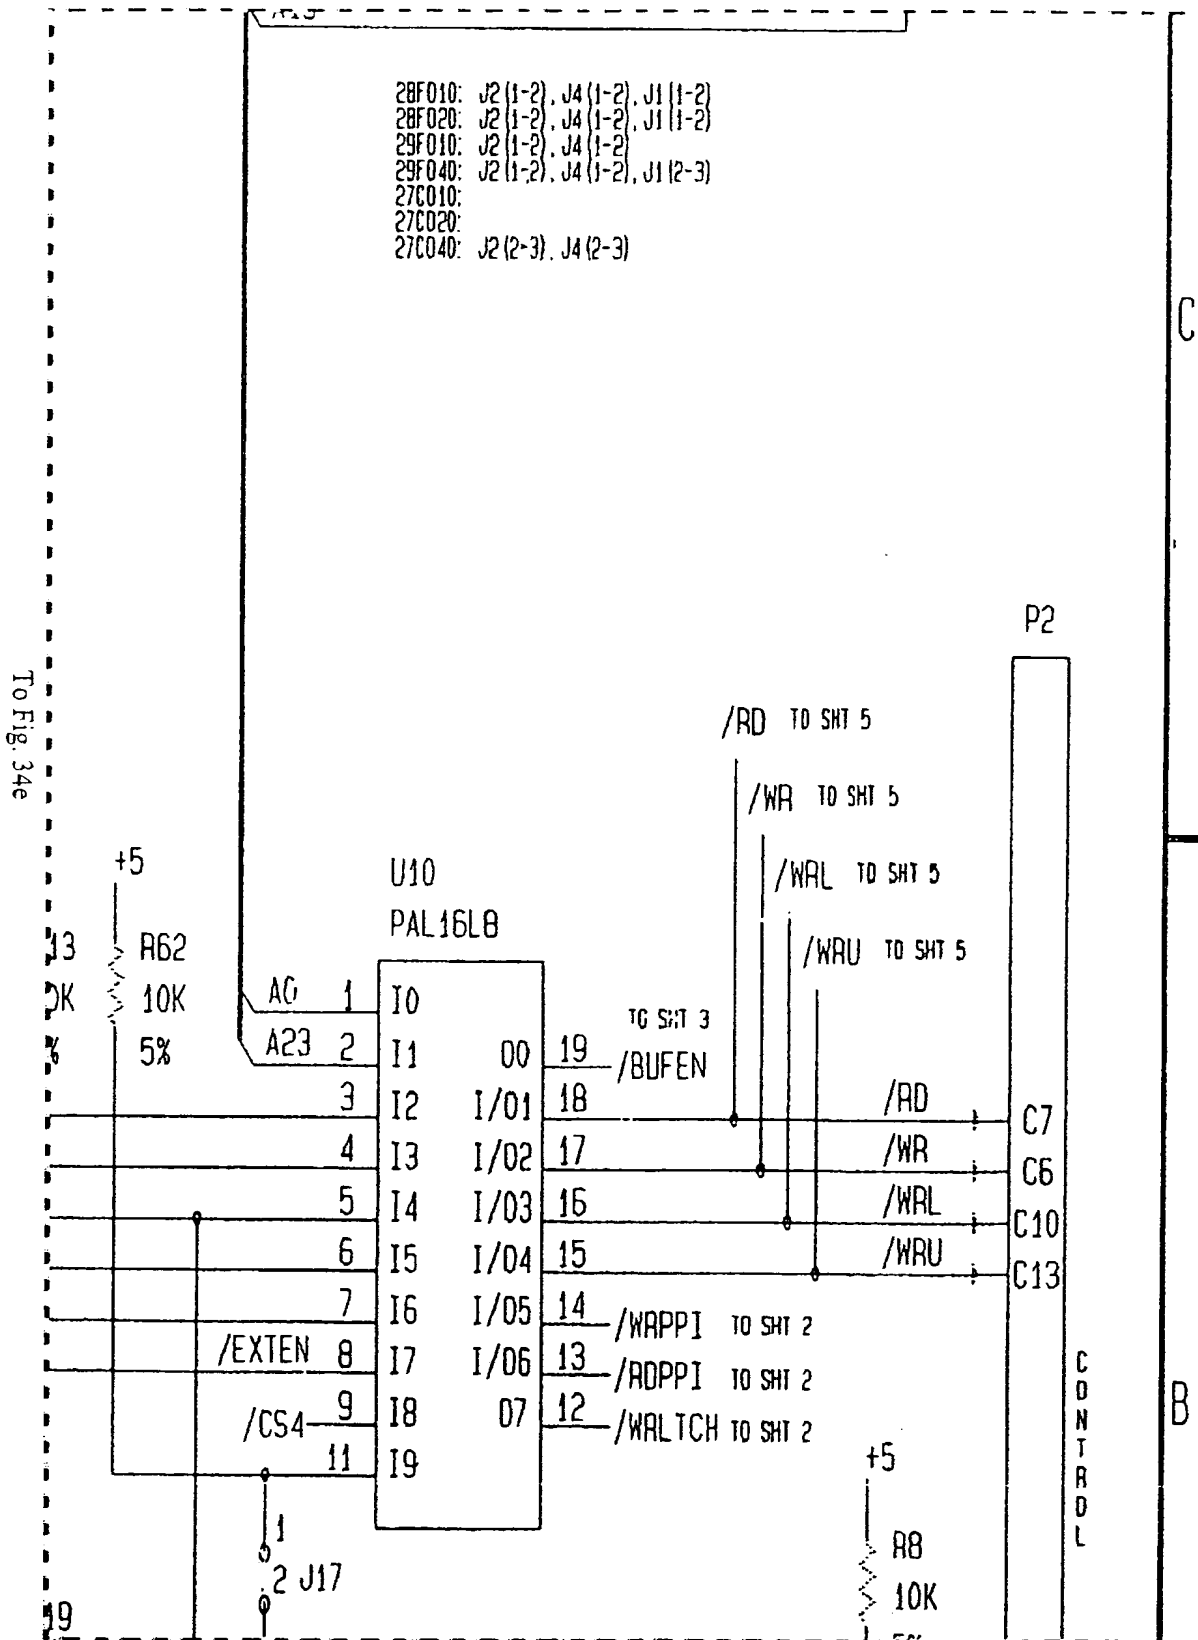 28F010: J2(1-2), J4(1-2), J1(1-2)
28F020: J2(1-2), J4(1-2), J1(1-2)
29F010: J2(1-2), J4(1-2)
29F040: J2(1-2), J4(1-2), J1(2-3)
27C010:
27C020:
27C040: J2(2-3), J4(2-3)
C
P2
/RD TO SHT 5
/WR TO SHT 5
/WRL TO SHT 5
/WRU TO SHT 5
To Fig. 34e
+5
13 R62
0K 10K
% 5%
U10
PAL16L8
A0 1 I0
A23 2 I1
3 I2
4 I3
5 I4
6 I5
7 I6
/EXTEN 8 I7
/CS4 9 I8
11 I9
TO SHT 3
O0 19 /BUFEN
I/O1 18 /RD C7
I/O2 17 /WR C6
I/O3 16 /WRL C10
I/O4 15 /WRU C13
I/O5 14 /WRPPI TO SHT 2
I/O6 13 /RDPPI TO SHT 2
O7 12 /WRLTCH TO SHT 2
CONTROL
B
1
2 J17
19
+5
R8
10K
5%